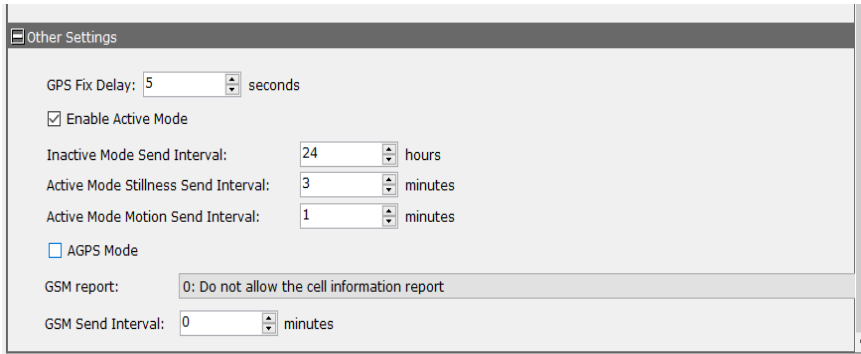 Other Settings
GPS Fix Delay: 5 seconds
Enable Active Mode
Inactive Mode Send Interval: 24 hours
Active Mode Stillness Send Interval: 3 minutes
Active Mode Motion Send Interval: 1 minutes
AGPS Mode
GSM report: 0: Do not allow the cell information report
GSM Send Interval: 0 minutes